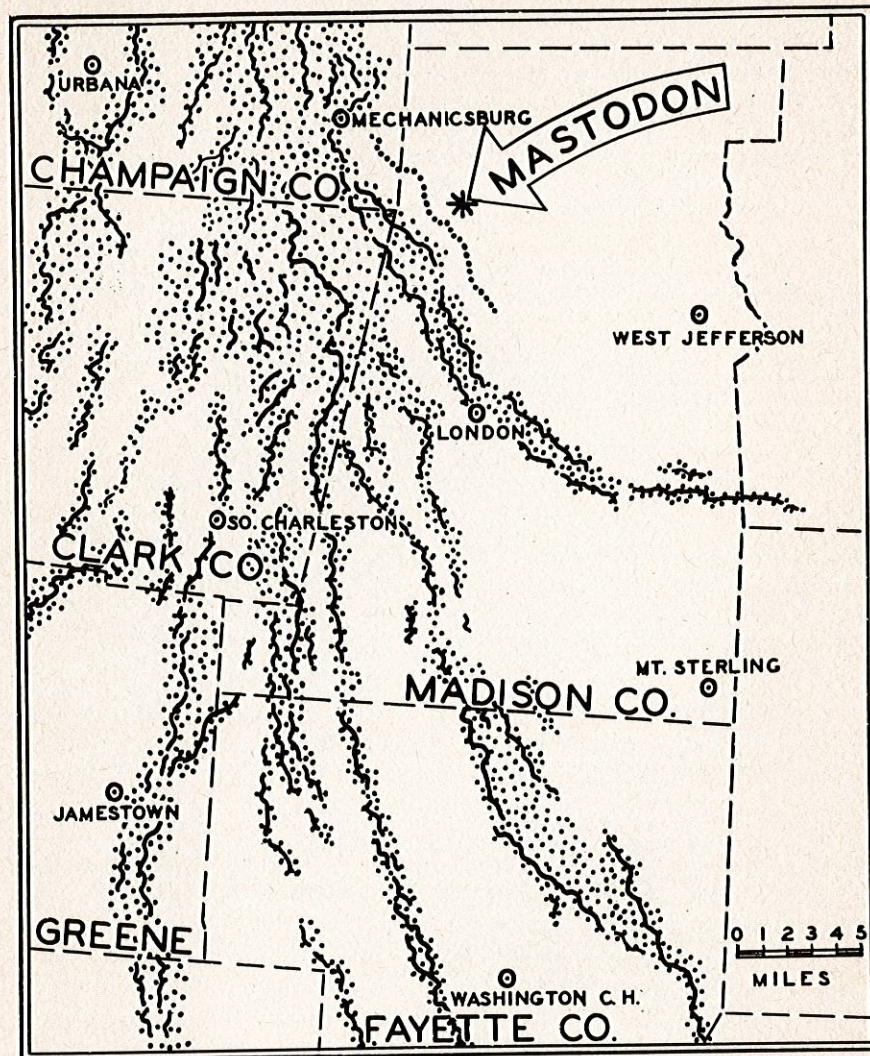 URBANA
MECHANICSBURG
MASTODON
CHAMPAIGN CO.
WEST JEFFERSON
LONDON
SO. CHARLESTON
CLARK CO
MT. STERLING
MADISON CO.
JAMESTOWN
GREENE
0 1 2 3 4 5
MILES
WASHINGTON C. H.
FAYETTE CO.